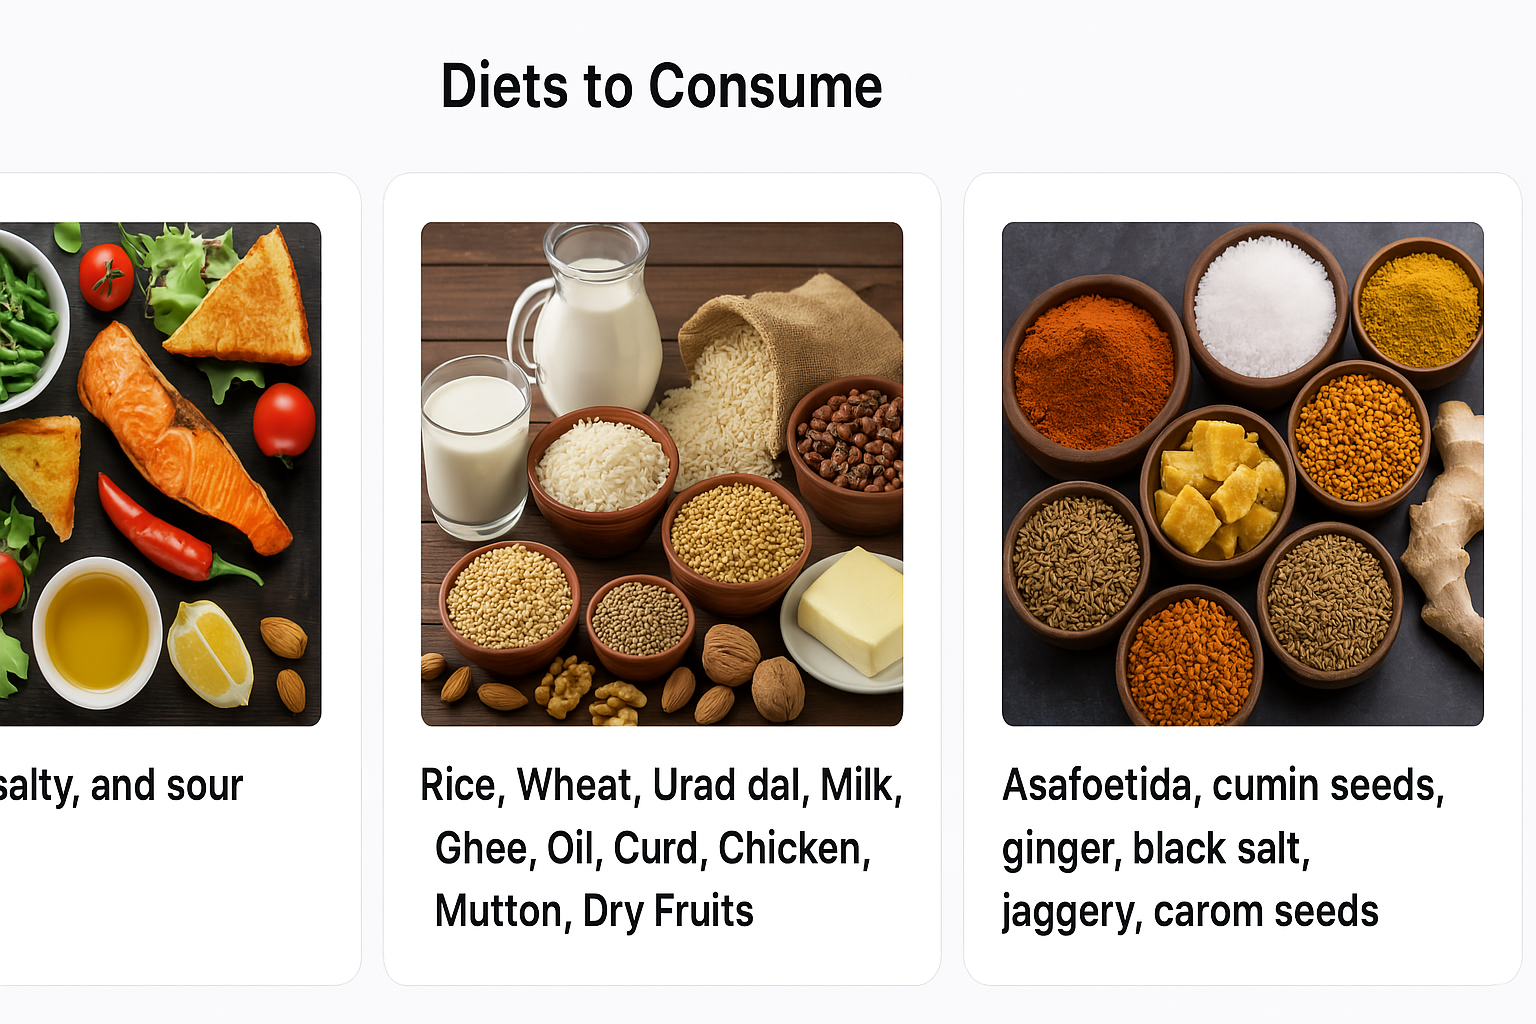 Diets to Consume
salty, and sour
Rice, Wheat, Urad dal, Milk,
Ghee, Oil, Curd, Chicken,
Mutton, Dry Fruits
Asafoetida, cumin seeds,
ginger, black salt,
jaggery, carom seeds